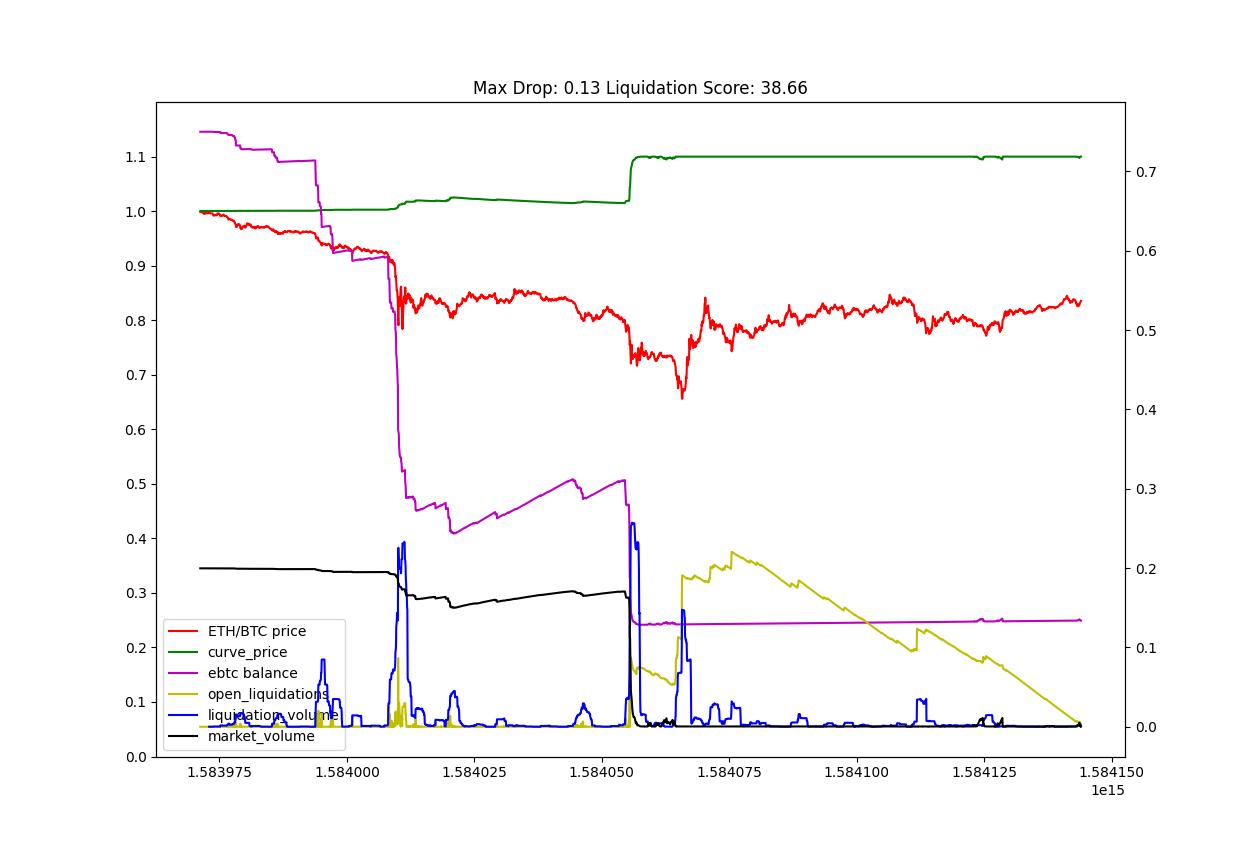 Max Drop: 0.13 Liquidation Score: 38.66
1.1
1.0
0.9
0.8
0.7
0.6
0.5
0.4
0.3
0.2
0.1
0.0
0.7
0.6
0.5
0.4
0.3
0.2
0.1
0.0
ETH/BTC price
curve_price
ebtc balance
open_liquidations
liquidation_volume
market_volume
1.583975 1.584000 1.584025 1.584050 1.584075 1.584100 1.584125 1.584150
1e15